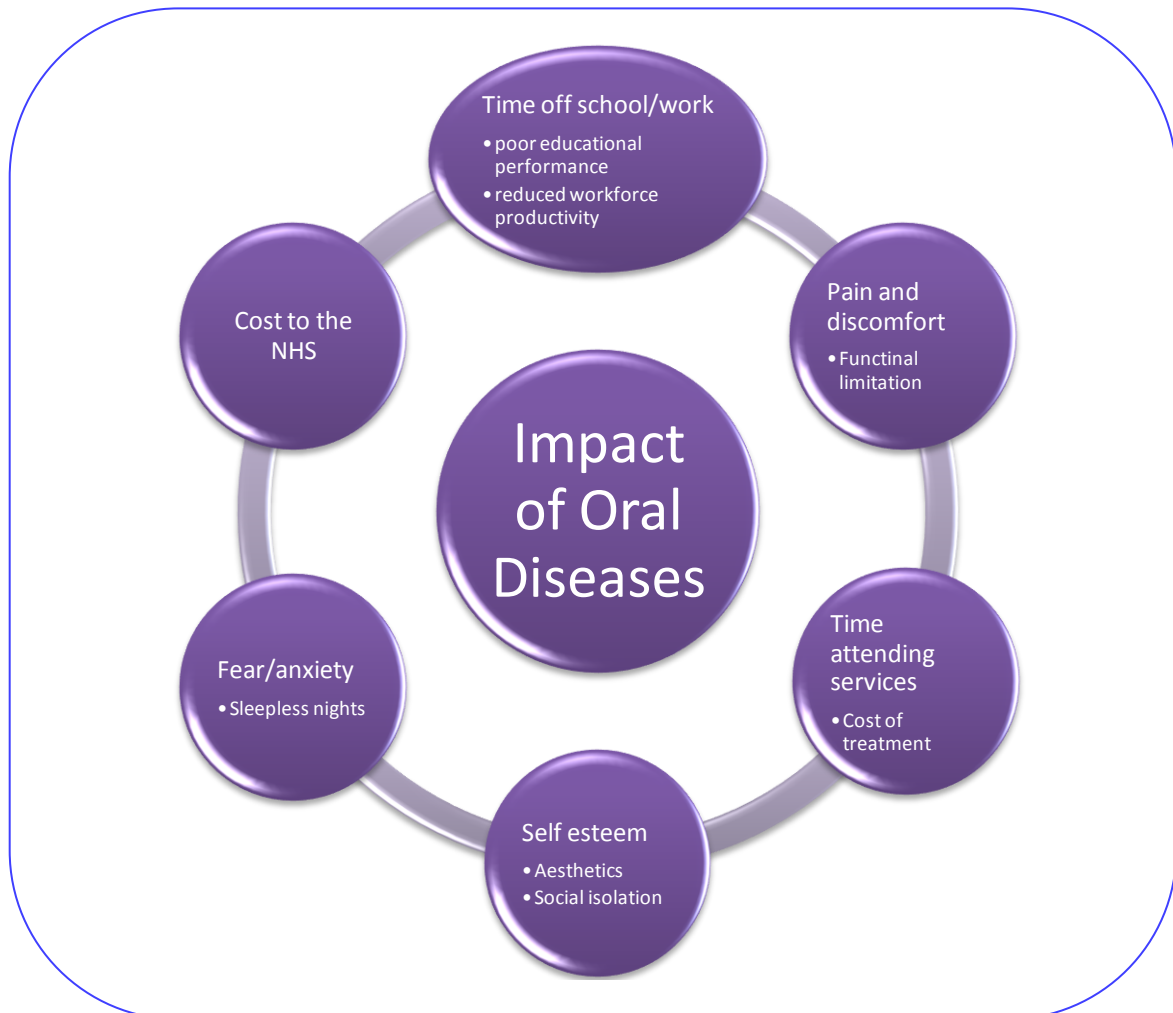 Time off school/work
• poor educational
performance
• reduced workforce
productivity
Pain and
discomfort
• Functinal
limitation
Time
attending
services
• Cost of
treatment
Self esteem
• Aesthetics
• Social isolation
Fear/anxiety
• Sleepless nights
Cost to the
NHS
Impact
of Oral
Diseases